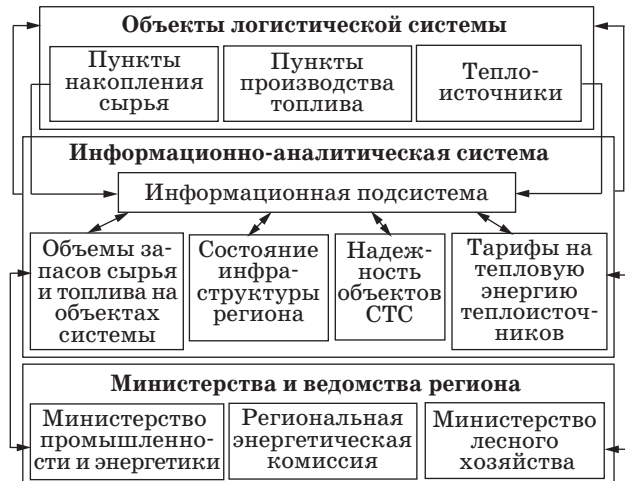 Объекты логистической системы
Пункты
накопления
сырья
Пункты
производства
топлива
Тепло-
источники
Информационно-аналитическая система
Информационная подсистема
Объемы за-
пасов сырья
и топлива на
объектах
системы
Состояние
инфра-
структуры
региона
Надеж-
ность
объектов
СТС
Тарифы на
тепловую
энергию
теплоисточ-
ников
Министерства и ведомства региона
Министерство
промышленно-
сти и энергетики
Региональная
энергетическая
комиссия
Министерство
лесного
хозяйства